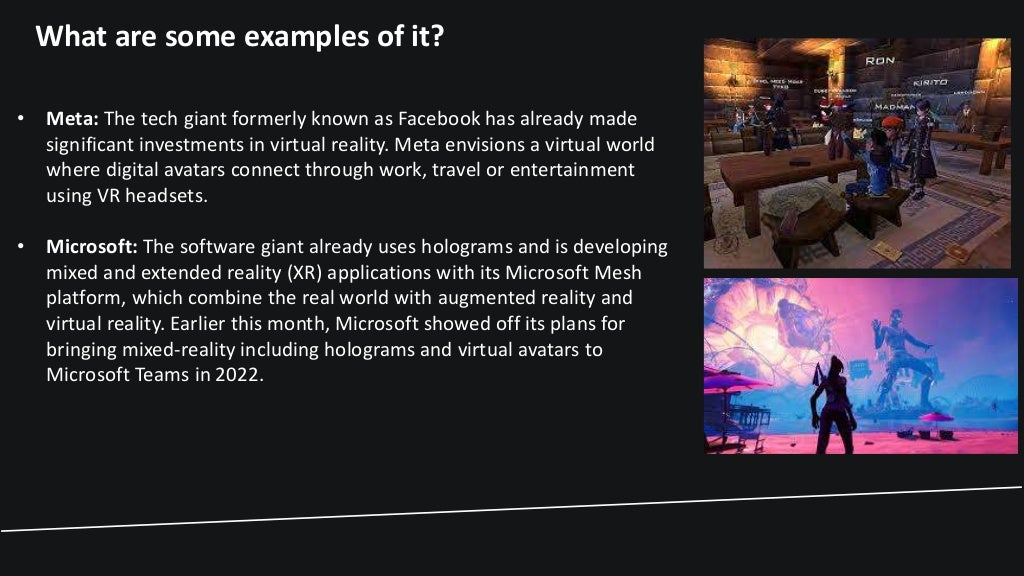 What are some examples of it?
• Meta: The tech giant formerly known as Facebook has already made
significant investments in virtual reality. Meta envisions a virtual world
where digital avatars connect through work, travel or entertainment
using VR headsets.
• Microsoft: The software giant already uses holograms and is developing
mixed and extended reality (XR) applications with its Microsoft Mesh
platform, which combine the real world with augmented reality and
virtual reality. Earlier this month, Microsoft showed off its plans for
bringing mixed-reality including holograms and virtual avatars to
Microsoft Teams in 2022.
RON
KIRITO
MADMAN